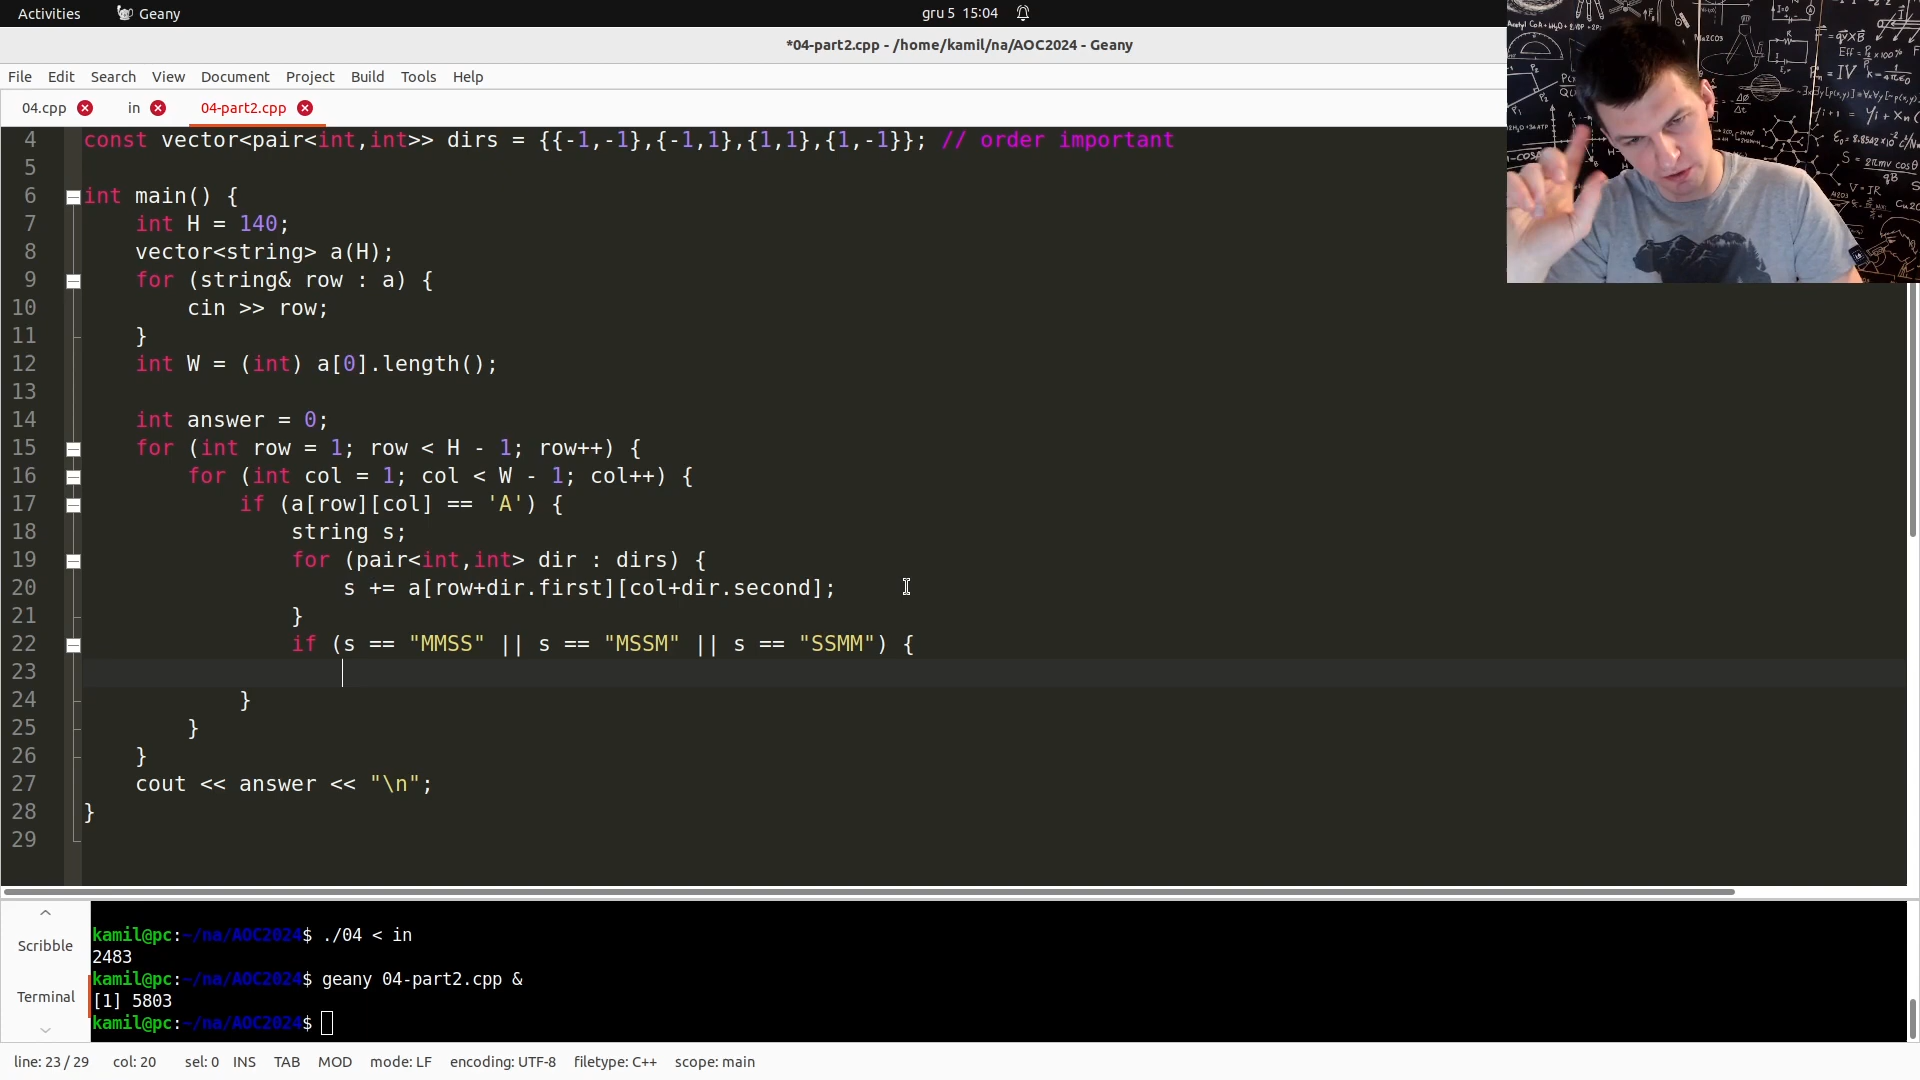 Activities
Geany
gru 5 15:04
*04-part2.cpp - /home/kamil/na/AOC2024 - Geany
File Edit Search View Document Project Build Tools Help
04.cpp in 04-part2.cpp
4 const vector<pair<int,int>> dirs = {{-1,-1},{-1,1},{1,1},{1,-1}}; // order important
5
6 int main() {
7 int H = 140;
8 vector<string> a(H);
9 for (string& row : a) {
10 cin >> row;
11 }
12 int W = (int) a[0].length();
13
14 int answer = 0;
15 for (int row = 1; row < H - 1; row++) {
16 for (int col = 1; col < W - 1; col++) {
17 if (a[row][col] == 'A') {
18 string s;
19 for (pair<int,int> dir : dirs) {
20 s += a[row+dir.first][col+dir.second];
21 }
22 if (s == "MMSS" || s == "MSSM" || s == "SSMM") {
23
24 }
25 }
26 }
27 cout << answer << "\n";
28 }
29
Scribble
Terminal
kamil@pc:~/na/AOC2024$ ./04 < in
2483
kamil@pc:~/na/AOC2024$ geany 04-part2.cpp &
[1] 5803
kamil@pc:~/na/AOC2024$
line: 23 / 29 col: 20 sel: 0 INS TAB MOD mode: LF encoding: UTF-8 filetype: C++ scope: main